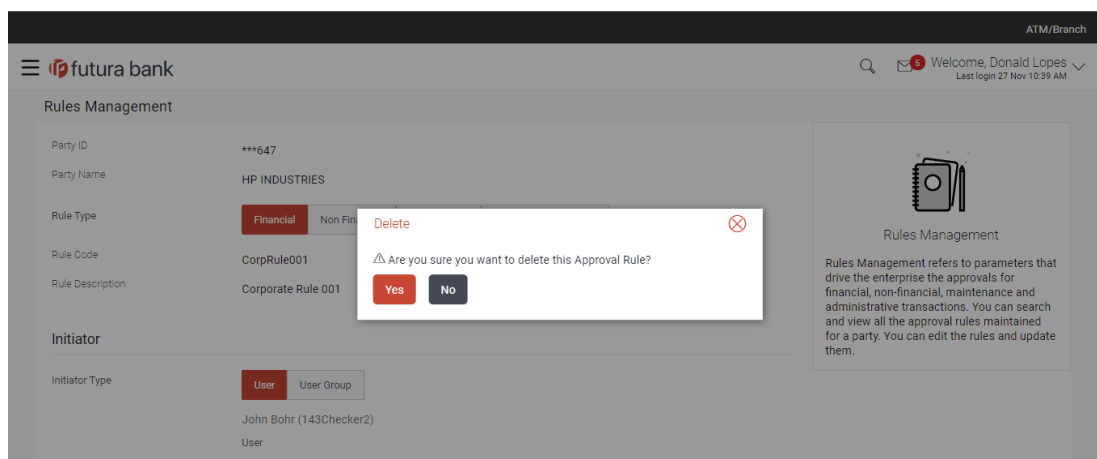 ATM/Branch
futura bank
5
Welcome, Donald Lopes
Last login 27 Nov 10:39 AM
Rules Management
Party ID
***647
Party Name
HP INDUSTRIES
Rule Type
Financial
Non Fin
Rule Code
CorpRule001
Rule Description
Corporate Rule 001
Delete
Are you sure you want to delete this Approval Rule?
Yes
No
Initiator
Initiator Type
User
User Group
John Bohr (143Checker2)
User
Rules Management
Rules Management refers to parameters that
drive the enterprise the approvals for
financial, non-financial, maintenance and
administrative transactions. You can search
and view all the approval rules maintained
for a party. You can edit the rules and update
them.